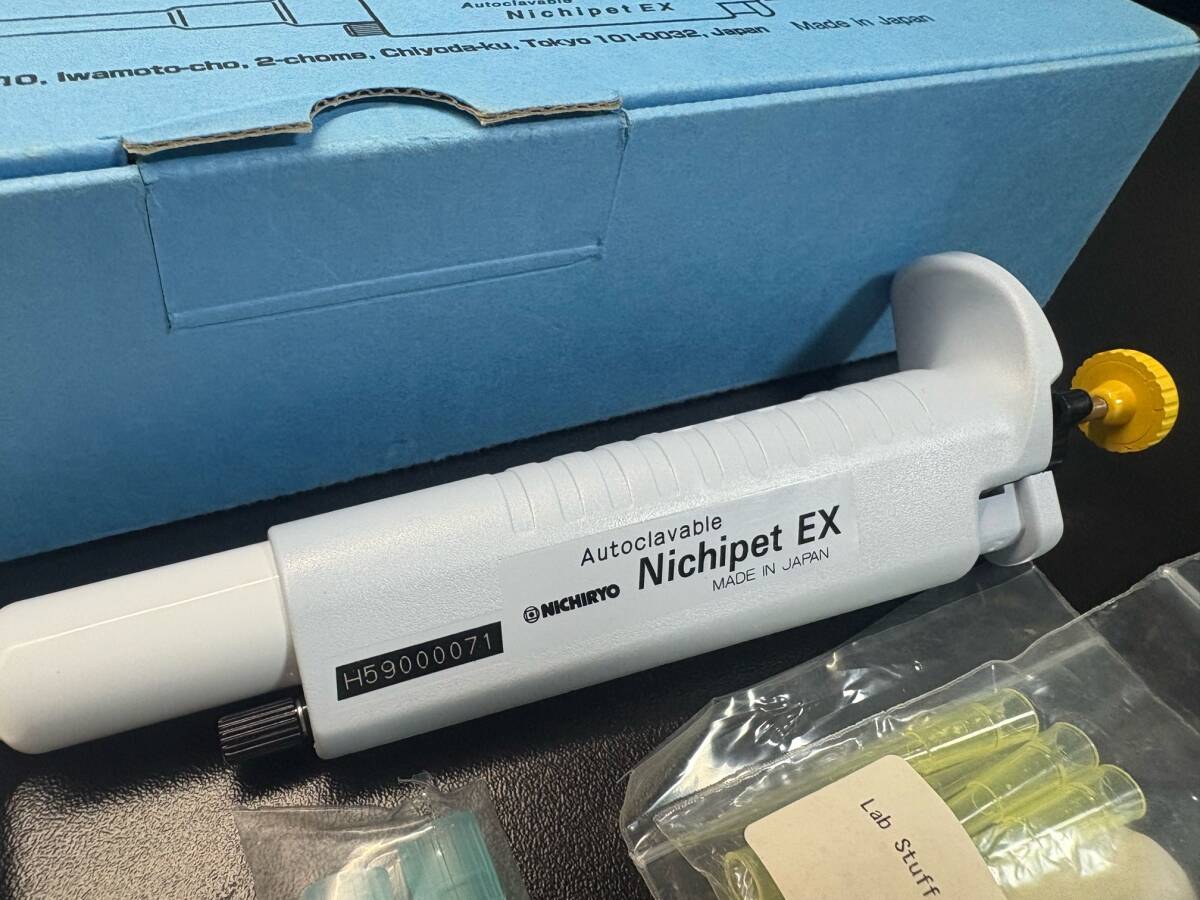 Autoclavable
Nichipet EX
10, Iwamoto-cho, 2-chome, Chiyoda-ku, Tokyo 101-0032, Japan
Made in Japan
Autoclavable
NICHIRYO Nichipet EX
MADE IN JAPAN
H59000071
Lab Stuff